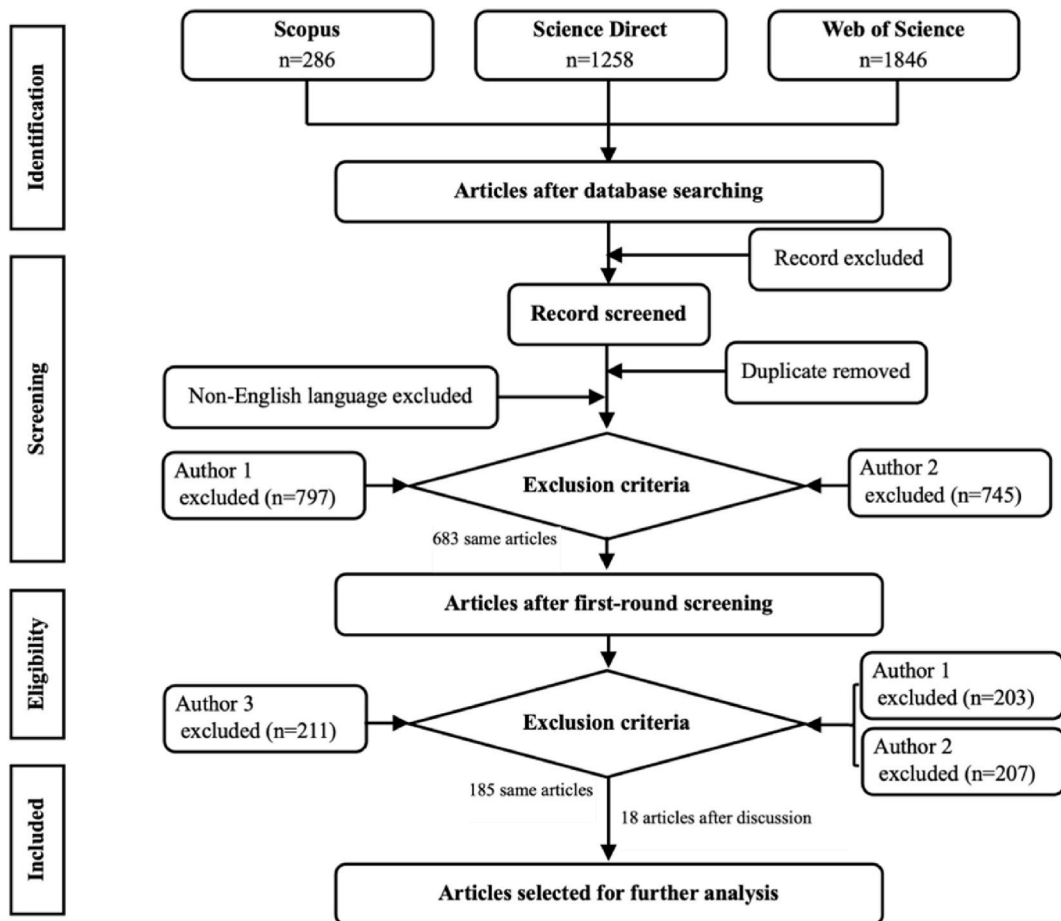 Identification
Scopus
n=286
Science Direct
n=1258
Web of Science
n=1846
Articles after database searching
Screening
Record excluded
Record screened
Duplicate removed
Non-English language excluded
Author 1
excluded (n=797)
Exclusion criteria
Author 2
excluded (n=745)
683 same articles
Eligibility
Articles after first-round screening
Author 3
excluded (n=211)
Exclusion criteria
Author 1
excluded (n=203)
Author 2
excluded (n=207)
Included
185 same articles
18 articles after discussion
Articles selected for further analysis